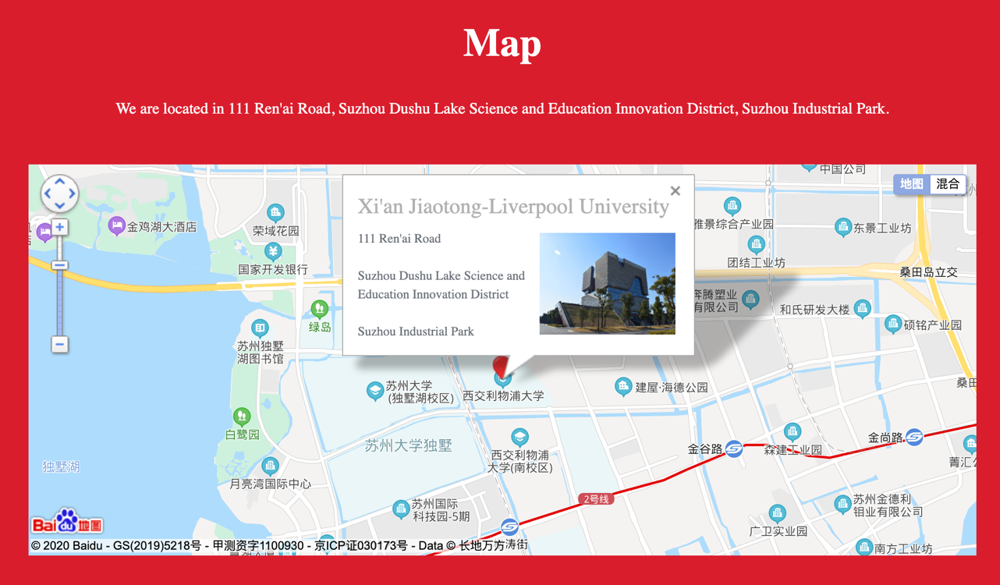 Map
We are located in 111 Ren'ai Road, Suzhou Dushu Lake Science and Education Innovation District, Suzhou Industrial Park.
中国公司
地图 混合
Xi'an Jiaotong-Liverpool University
111 Ren'ai Road
Suzhou Dushu Lake Science and
Education Innovation District
Suzhou Industrial Park
金鸡湖大酒店
荣域花园
雅景综合产业园
东景工业坊
国家开发银行
团结工业坊
桑田岛立交
奔腾塑业
有限公司
和氏研发大楼
硕铭产业园
绿岛
苏州独墅
湖图书馆
苏州大学
(独墅湖校区)
西交利物浦大学
建屋·海德公园
桑田
白鹭园
苏州大学独墅
西交利物浦
大学(南校区)
金谷路
森建工业园
金尚路
菁汇
独墅湖
月亮湾国际中心
2号线
苏州国际
科技园-5期
苏州金德利
钼业有限公司
广卫实业园
南方工业坊
涛街
Bai du 地图
© 2020 Baidu - GS(2019)5218号 - 甲测资字1100930 - 京ICP证030173号 - Data © 长地万方